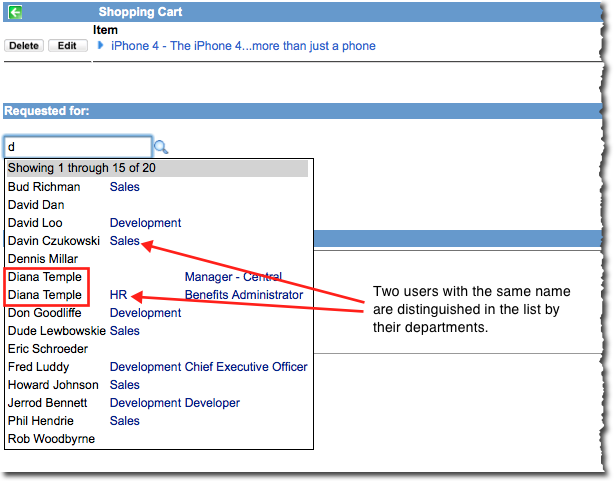 Shopping Cart
Item
Delete Edit iPhone 4 - The iPhone 4...more than just a phone
Requested for:
d
Showing 1 through 15 of 20
Bud Richman Sales
David Dan
David Loo Development
Davin Czukowski Sales
Dennis Millar
Diana Temple Manager - Central
Diana Temple HR Benefits Administrator
Don Goodliffe Development
Dude Lewbowskie Sales
Eric Schroeder
Fred Luddy Development Chief Executive Officer
Howard Johnson Sales
Jerrod Bennett Development Developer
Phil Hendrie Sales
Rob Woodbyrne
Two users with the same name
are distinguished in the list by
their departments.